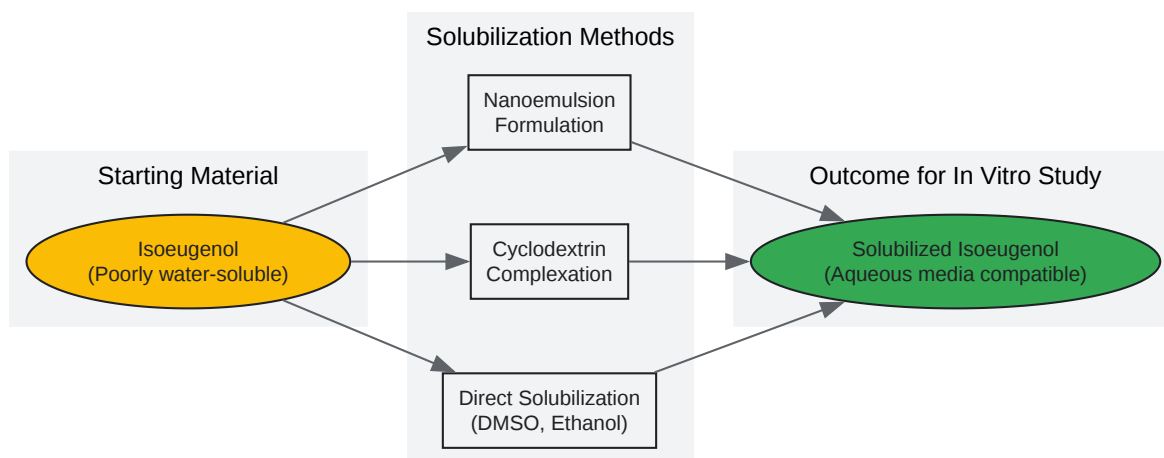 Solubilization Methods
Nanoemulsion
Formulation
Starting Material
Isoeugenol
(Poorly water-soluble)
Cyclodextrin
Complexation
Outcome for In Vitro Study
Solubilized Isoeugenol
(Aqueous media compatible)
Direct Solubilization
(DMSO, Ethanol)